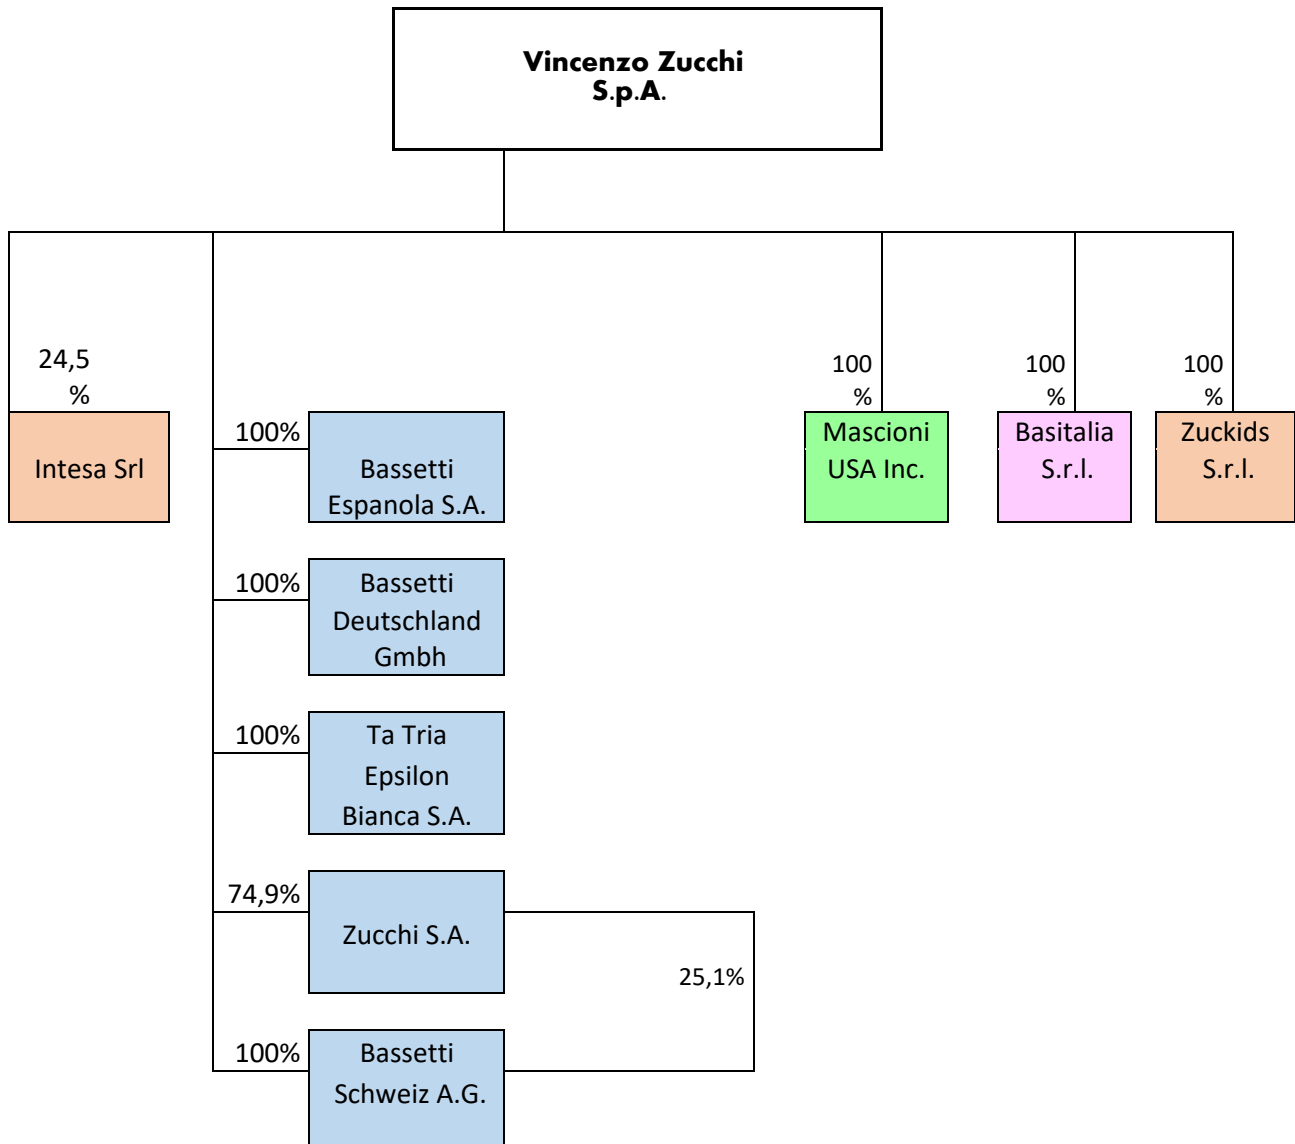 Vincenzo Zucchi
S.p.A.
24,5
%
100
%
100
%
100
%
Intesa Srl
100%
Bassetti
Espanola S.A.
Mascioni
USA Inc.
Basitalia
S.r.l.
Zuckids
S.r.l.
100%
Bassetti
Deutschland
Gmbh
100%
Ta Tria
Epsilon
Bianca S.A.
74,9%
Zucchi S.A.
25,1%
100%
Bassetti
Schweiz A.G.